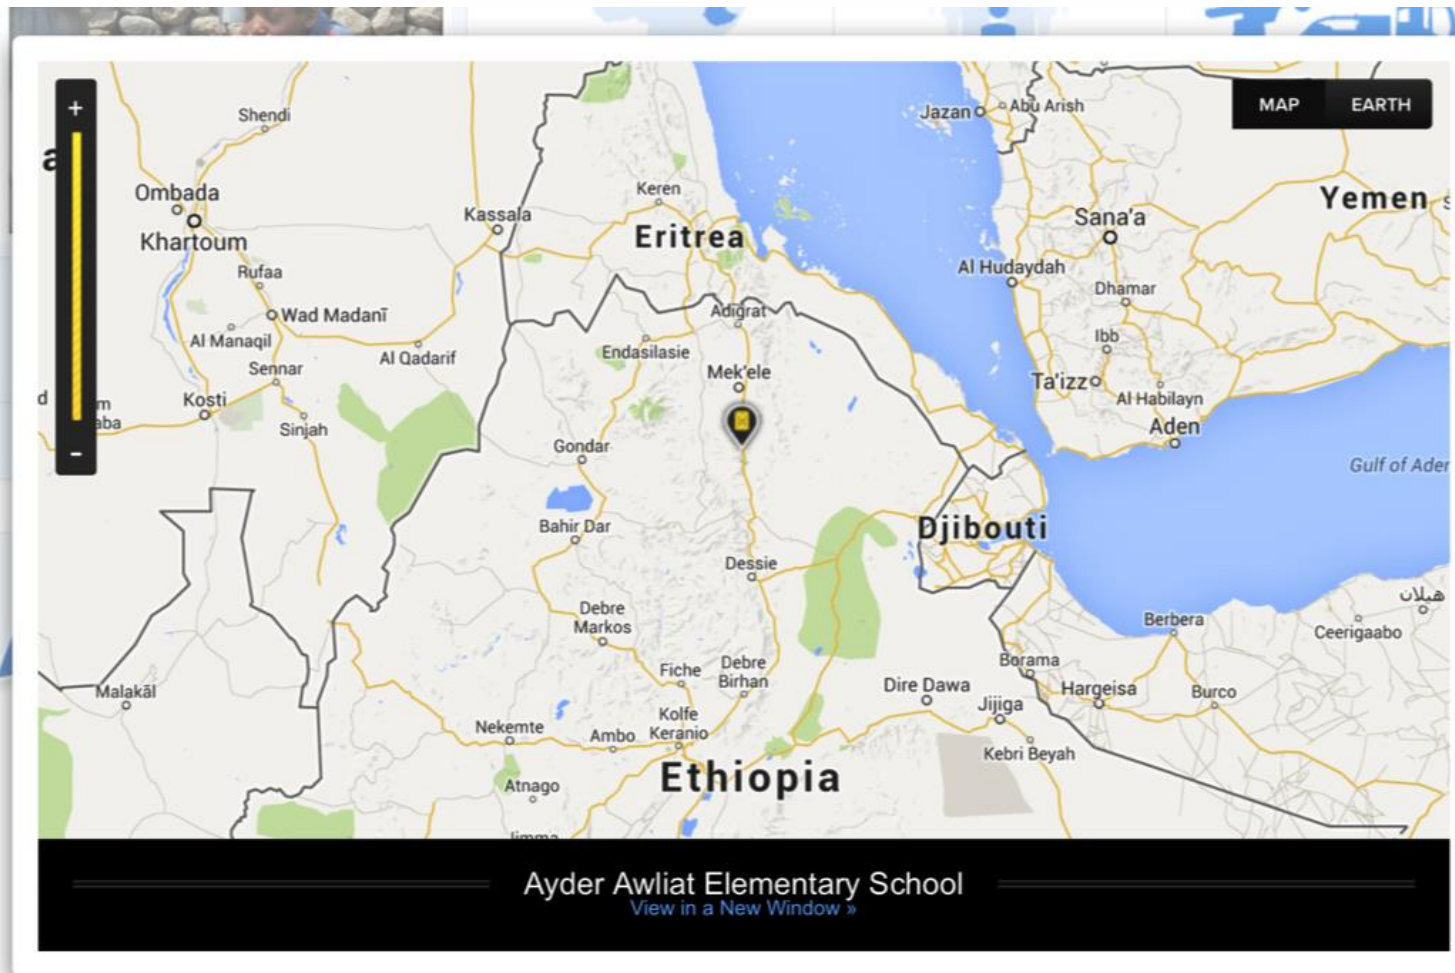 +
-
MAP
EARTH
Shendi
Jazan
Abu Arish
Ombada
Khartoum
Keren
Kassala
Eritrea
Sana'a
Yemen
Rufaa
Al Hudaydah
Dhamar
Wad Madanī
Adigrat
Al Manaqil
Al Qadarif
Endasilasie
Ibb
Sennar
Mek'ele
Ta'izz
Al Habilayn
Kosti
Sinjah
Aden
Gondar
Gulf of Aden
Bahir Dar
Djibouti
Dessie
Debre
Markos
هيلان
Berbera
Ceerigaabo
Fiche
Debre
Birhan
Borama
Malakāl
Dire Dawa
Hargeisa
Burco
Jijiga
Nekemte
Ambo
Kolfe
Keranio
Kebri Beyah
Ethiopia
Atnago
Jimma
Ayder Awliat Elementary School
View in a New Window »